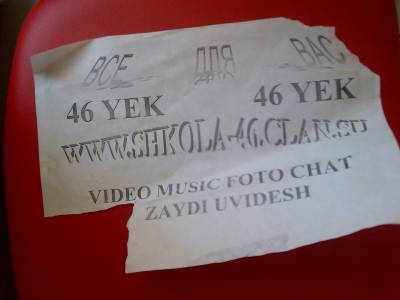 ВСЕ ДЛЯ ВАС
46 YEK 46 YEK
WWW.SHKOLA-46.CLAN.SU
VIDEO MUSIC FOTO CHAT
ZAYDI UVIDESH